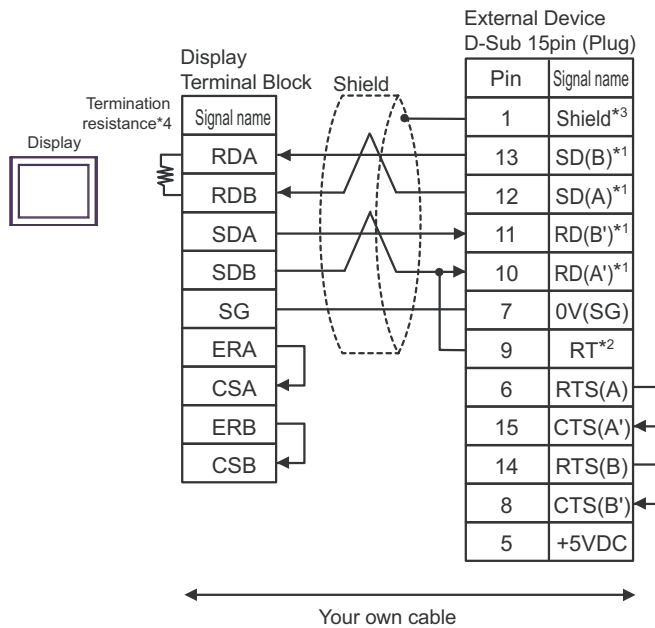 External Device
D-Sub 15pin (Plug)
Display
Terminal Block
Shield
Termination
resistance*4
Display
Signal name
RDA
RDB
SDA
SDB
SG
ERA
CSA
ERB
CSB
Pin Signal name
1 Shield*3
13 SD(B)*1
12 SD(A)*1
11 RD(B')*1
10 RD(A')*1
7 0V(SG)
9 RT*2
6 RTS(A)
15 CTS(A')
14 RTS(B)
8 CTS(B')
5 +5VDC
Your own cable